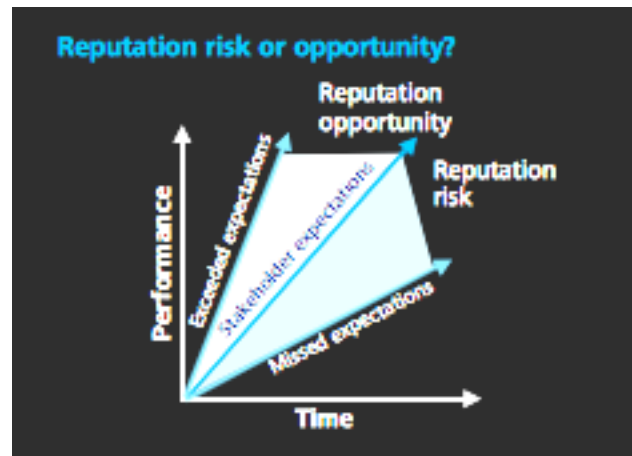 Reputation risk or opportunity?
Reputation
opportunity
Reputation
risk
Exceeded expectations
Stakeholder expectations
Missed expectations
Performance
Time